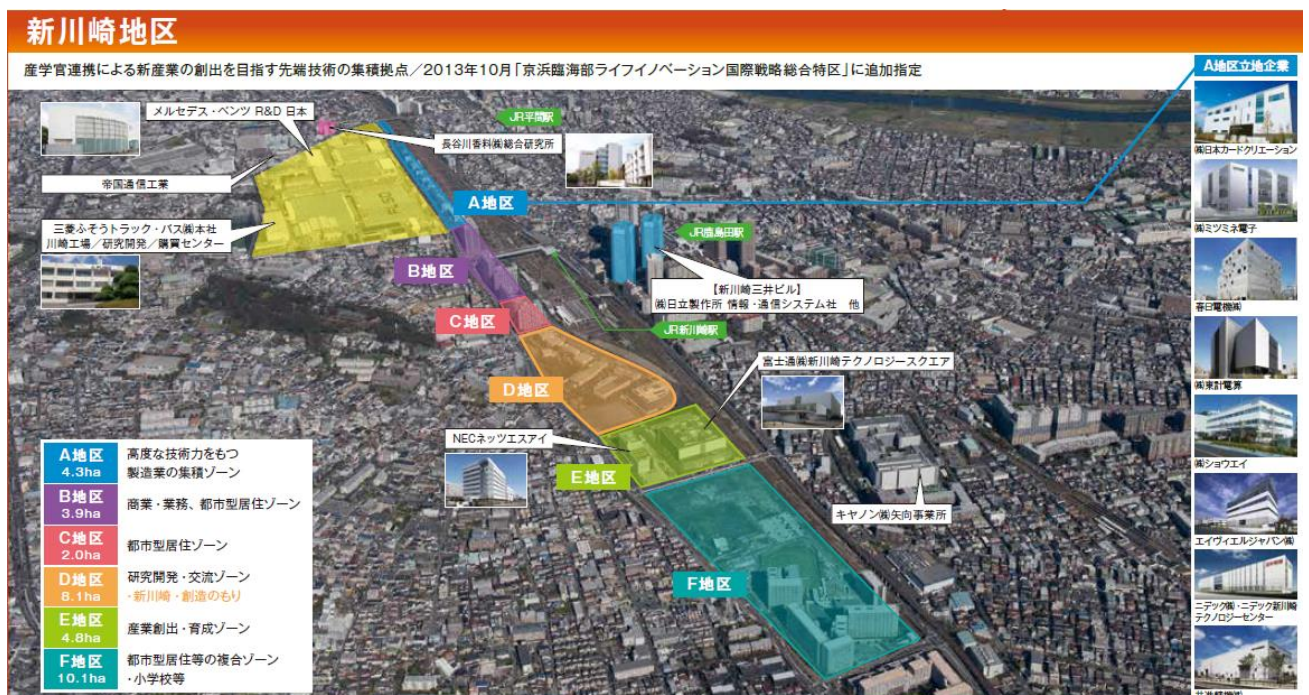 新川崎地区
産学官連携による新産業の創出を目指す先端技術の集積拠点／2013年10月「京浜臨海部ライフイノベーション国際戦略総合特区」に追加指定
A地区立地企業
メルセデス・ベンツ R&D 日本
JR平間駅
長谷川香料㈱総合研究所
帝国通信工業
三菱ふそうトラック・バス㈱本社
川崎工場／研究開発／購買センター
A地区
JR鹿島田駅
B地区
【新川崎三井ビル】
㈱日立製作所 情報・通信システム社 他
C地区
JR新川崎駅
富士通㈱新川崎テクノロジースクエア
D地区
NECネッツエスアイ
E地区
キヤノン㈱矢向事業所
F地区
A地区
4.3ha
高度な技術力をもつ
製造業の集積ゾーン
B地区
3.9ha
商業・業務、都市型居住ゾーン
C地区
2.0ha
都市型居住ゾーン
D地区
8.1ha
研究開発・交流ゾーン
・新川崎・創造のもり
E地区
4.8ha
産業創出・育成ゾーン
F地区
10.1ha
都市型居住等の複合ゾーン
・小学校等
㈱日本カードクリエーション
㈱ミツミネ電子
春日電機㈱
㈱東計電算
㈱ショウエイ
エイヴィエルジャパン㈱
ニデック㈱・ニデック新川崎
テクノロジーセンター